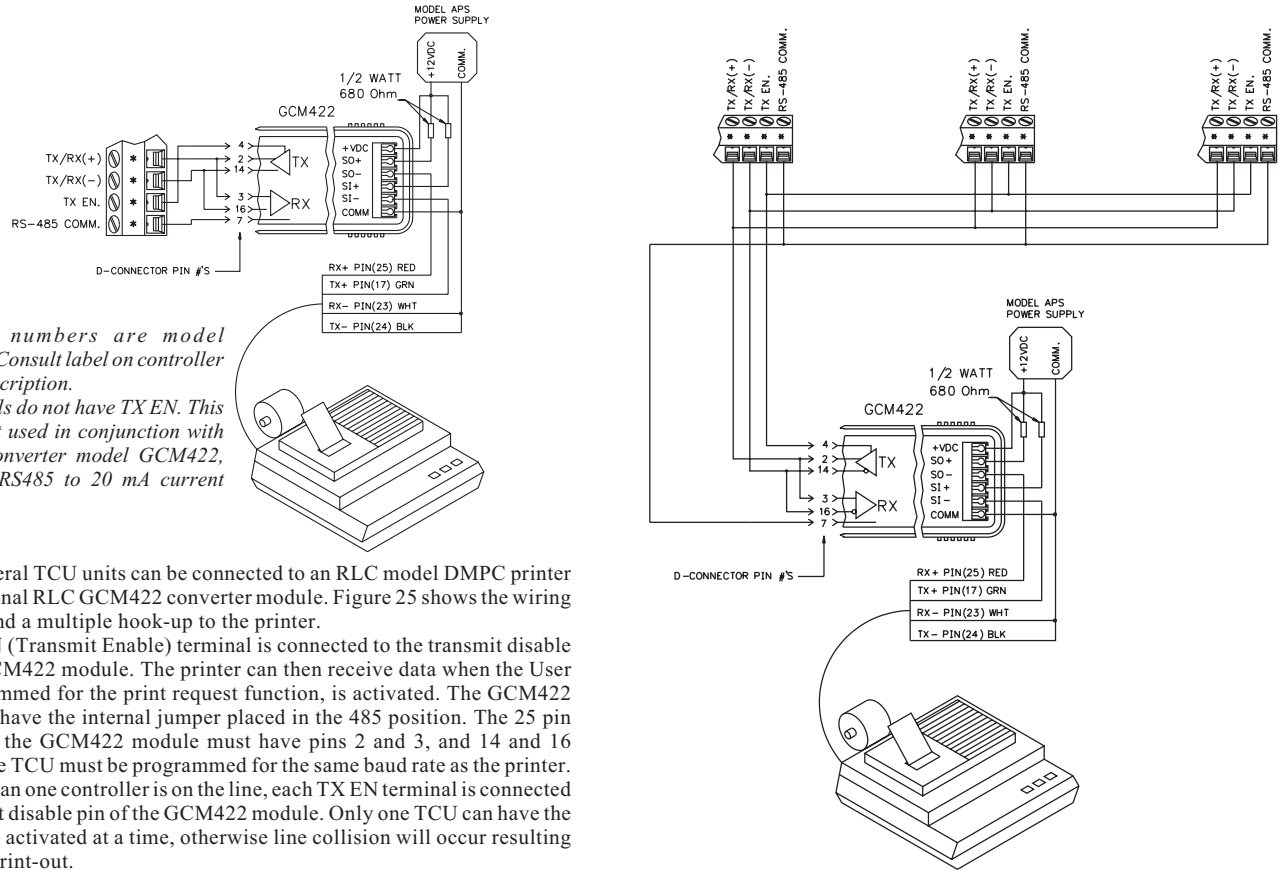 MODEL APS
POWER SUPPLY
+12VDC
COMM.
1/2 WATT
680 Ohm
GCM422
TX/RX(+)
TX/RX(-)
TX EN.
RS-485 COMM.
*
*
*
*
4
2
14
3
16
7
TX
RX
+VDC
SO+
SO-
SI+
SI-
COMM
D-CONNECTOR PIN #'S
RX+ PIN(25) RED
TX+ PIN(17) GRN
RX- PIN(23) WHT
TX- PIN(24) BLK
numbers are model
Consult label on controller
cription.
ls do not have TX EN. This
t used in conjunction with
onverter model GCM422,
RS485 to 20 mA current
eral TCU units can be connected to an RLC model DMPC printer
nal RLC GCM422 converter module. Figure 25 shows the wiring
nd a multiple hook-up to the printer.
N (Transmit Enable) terminal is connected to the transmit disable
CM422 module. The printer can then receive data when the User
mmed for the print request function, is activated. The GCM422
have the internal jumper placed in the 485 position. The 25 pin
the GCM422 module must have pins 2 and 3, and 14 and 16
e TCU must be programmed for the same baud rate as the printer.
an one controller is on the line, each TX EN terminal is connected
t disable pin of the GCM422 module. Only one TCU can have the
activated at a time, otherwise line collision will occur resulting
rint-out.
TX/RX(+)
TX/RX(-)
TX EN.
RS-485 COMM.
* * * *
TX/RX(+)
TX/RX(-)
TX EN.
RS-485 COMM.
* * * *
TX/RX(+)
TX/RX(-)
TX EN.
RS-485 COMM.
* * * *
MODEL APS
POWER SUPPLY
+12VDC
COMM.
1/2 WATT
680 Ohm
GCM422
4
2
14
3
16
7
TX
RX
+VDC
SO+
SO-
SI+
SI-
COMM
D-CONNECTOR PIN #'S
RX+ PIN(25) RED
TX+ PIN(17) GRN
RX- PIN(23) WHT
TX- PIN(24) BLK